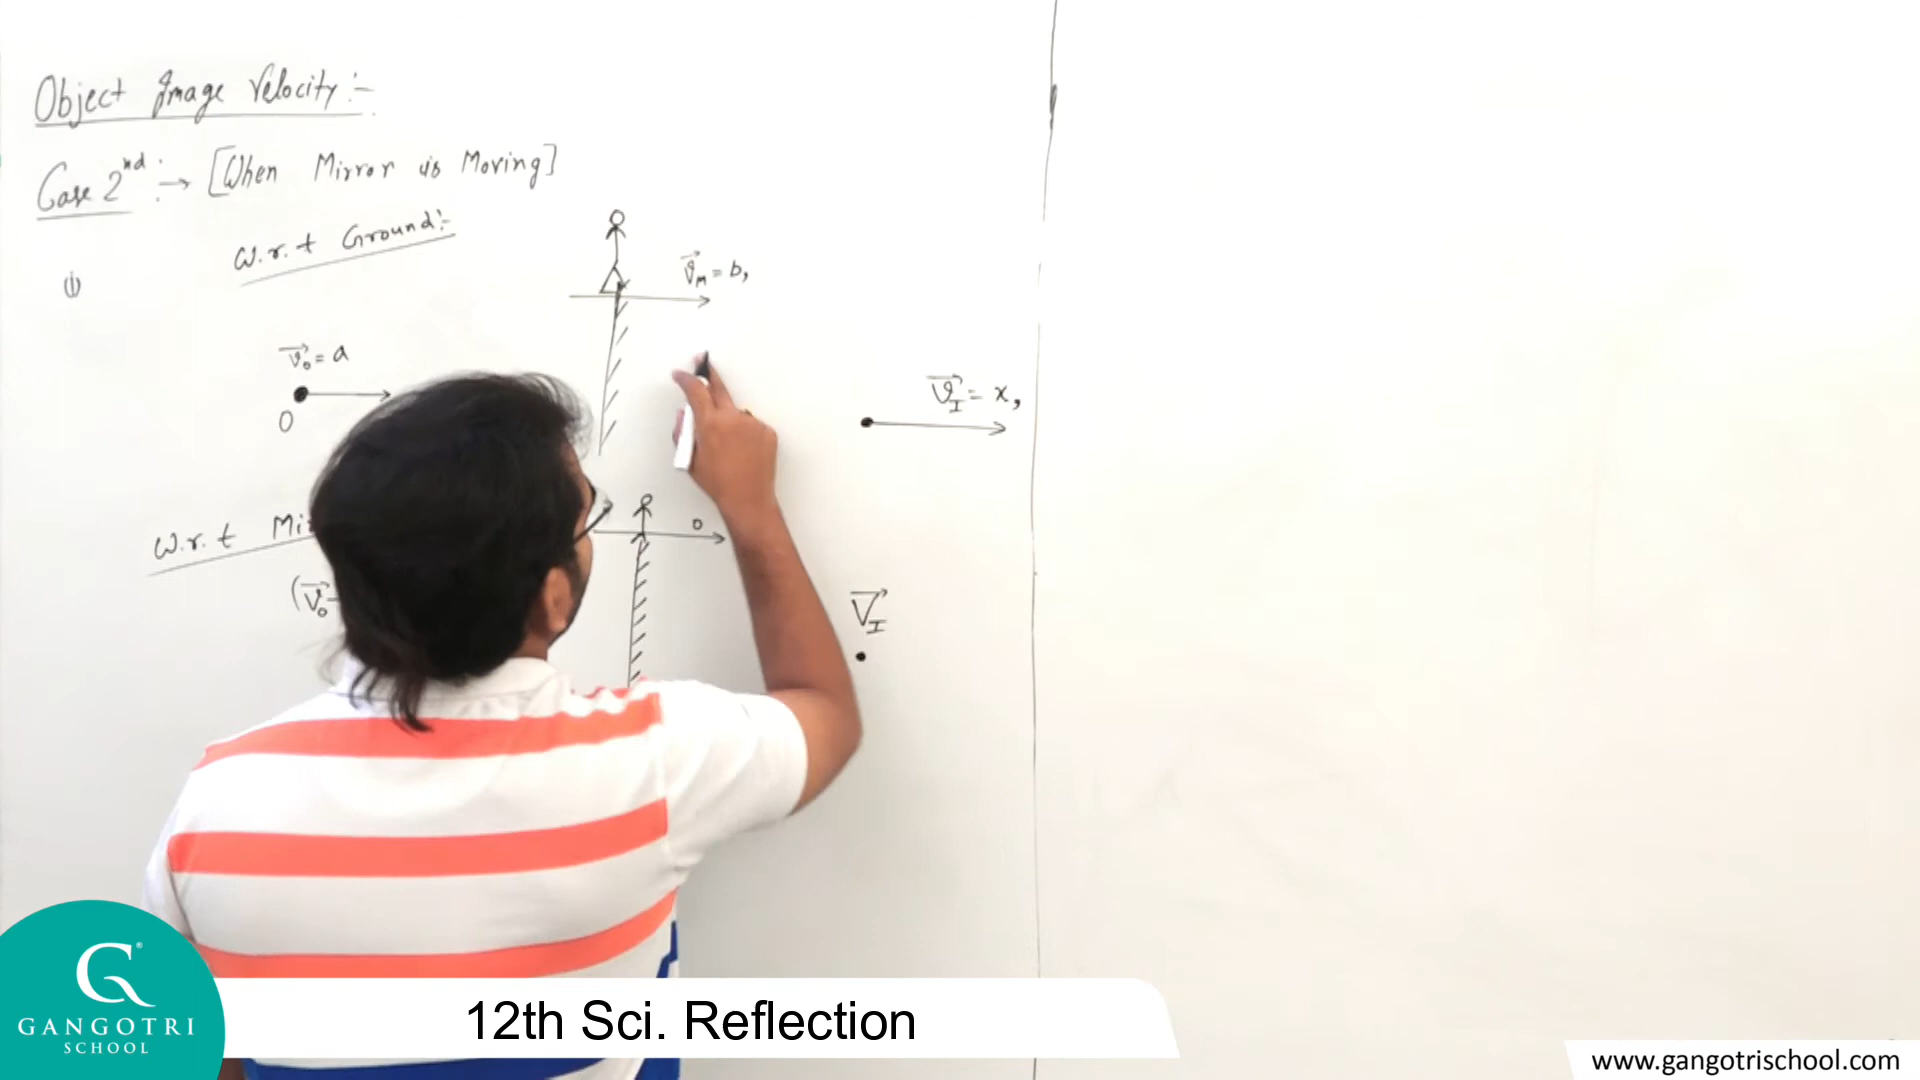 Object Image Velocity:-
Case 2nd :→ [When Mirror is Moving]
w.r.t Ground:-
(i)
V⃗m = b,
V⃗o = a
O
V⃗I = x,
w.r.t
o
(V⃗o-
V⃗I
12th Sci. Reflection
GANGOTRI
SCHOOL
www.gangotrischool.com